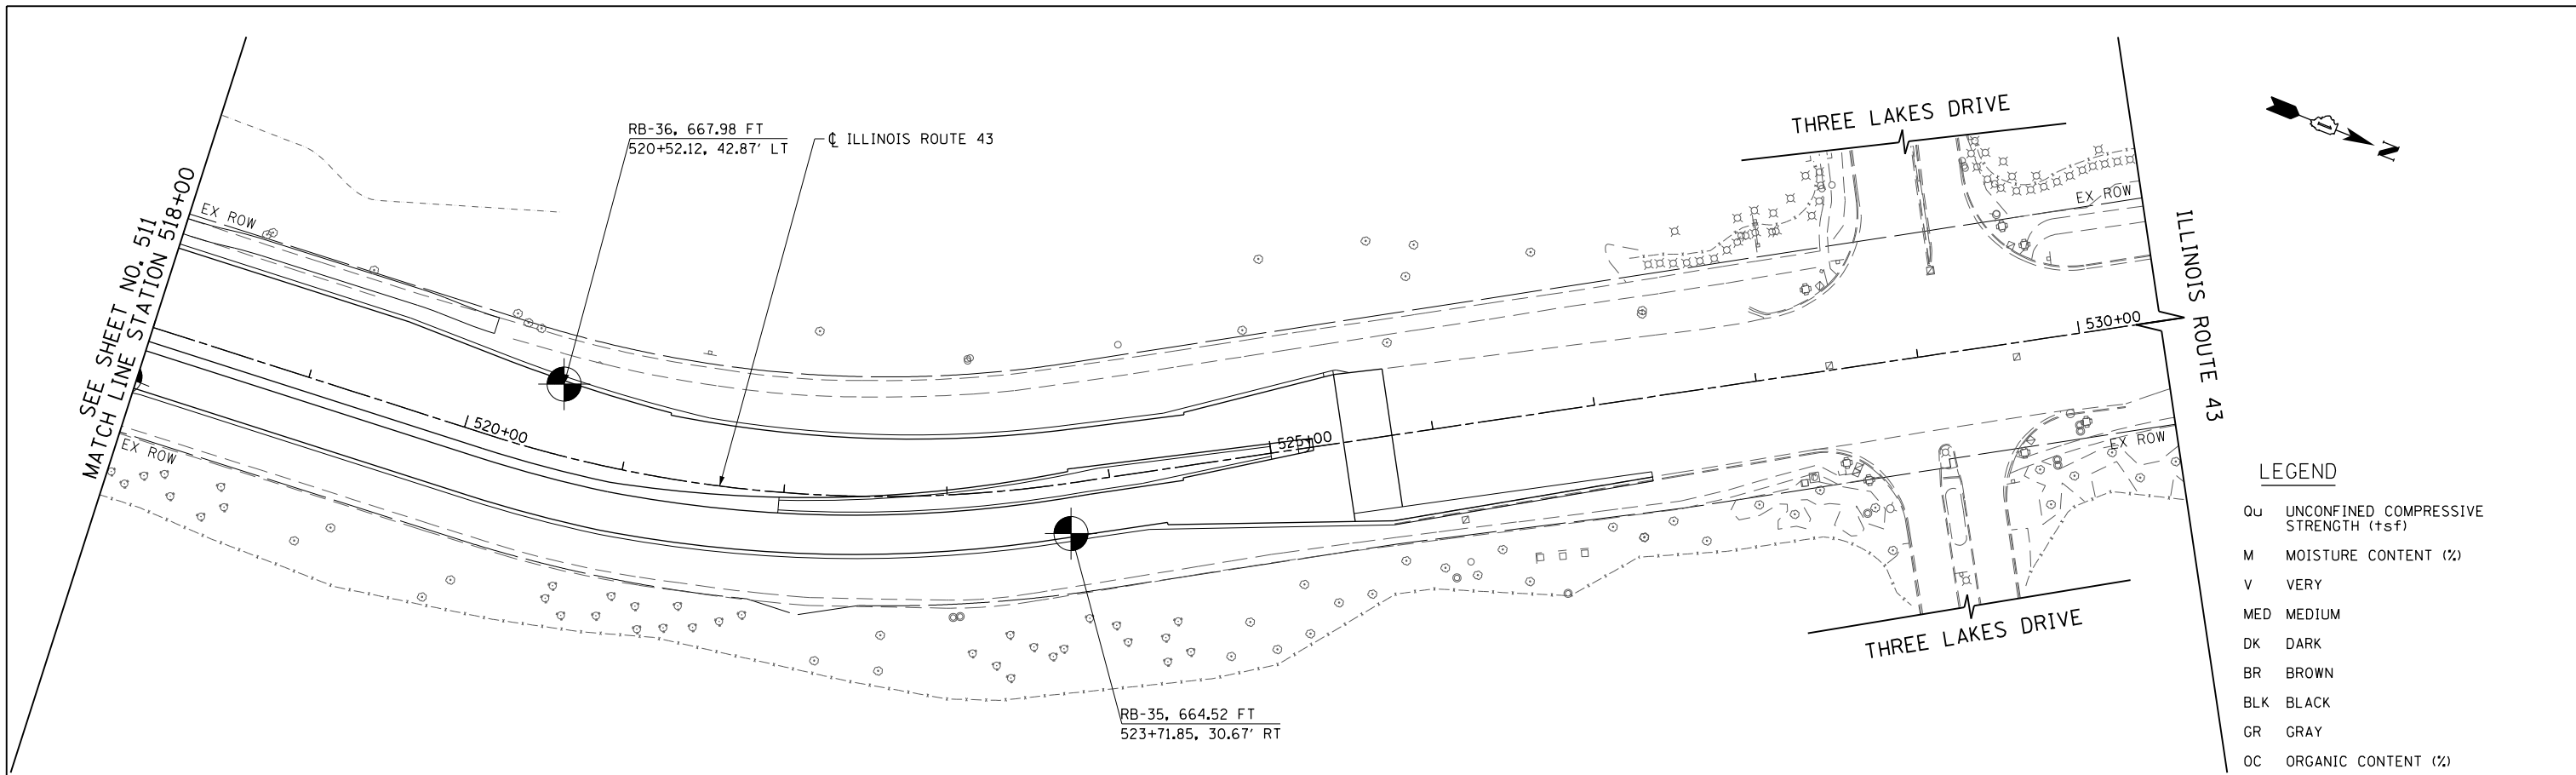 RB-36, 667.98 FT
520+52.12, 42.87' LT
℄ ILLINOIS ROUTE 43
THREE LAKES DRIVE
N
SEE SHEET NO. 511
MATCH LINE STATION 518+00
EX ROW
EX ROW
EX ROW
EX ROW
520+00
525+00
530+00
ILLINOIS ROUTE 43
THREE LAKES DRIVE
RB-35, 664.52 FT
523+71.85, 30.67' RT
LEGEND
Qu UNCONFINED COMPRESSIVE
STRENGTH (tsf)
M MOISTURE CONTENT (%)
V VERY
MED MEDIUM
DK DARK
BR BROWN
BLK BLACK
GR GRAY
OC ORGANIC CONTENT (%)